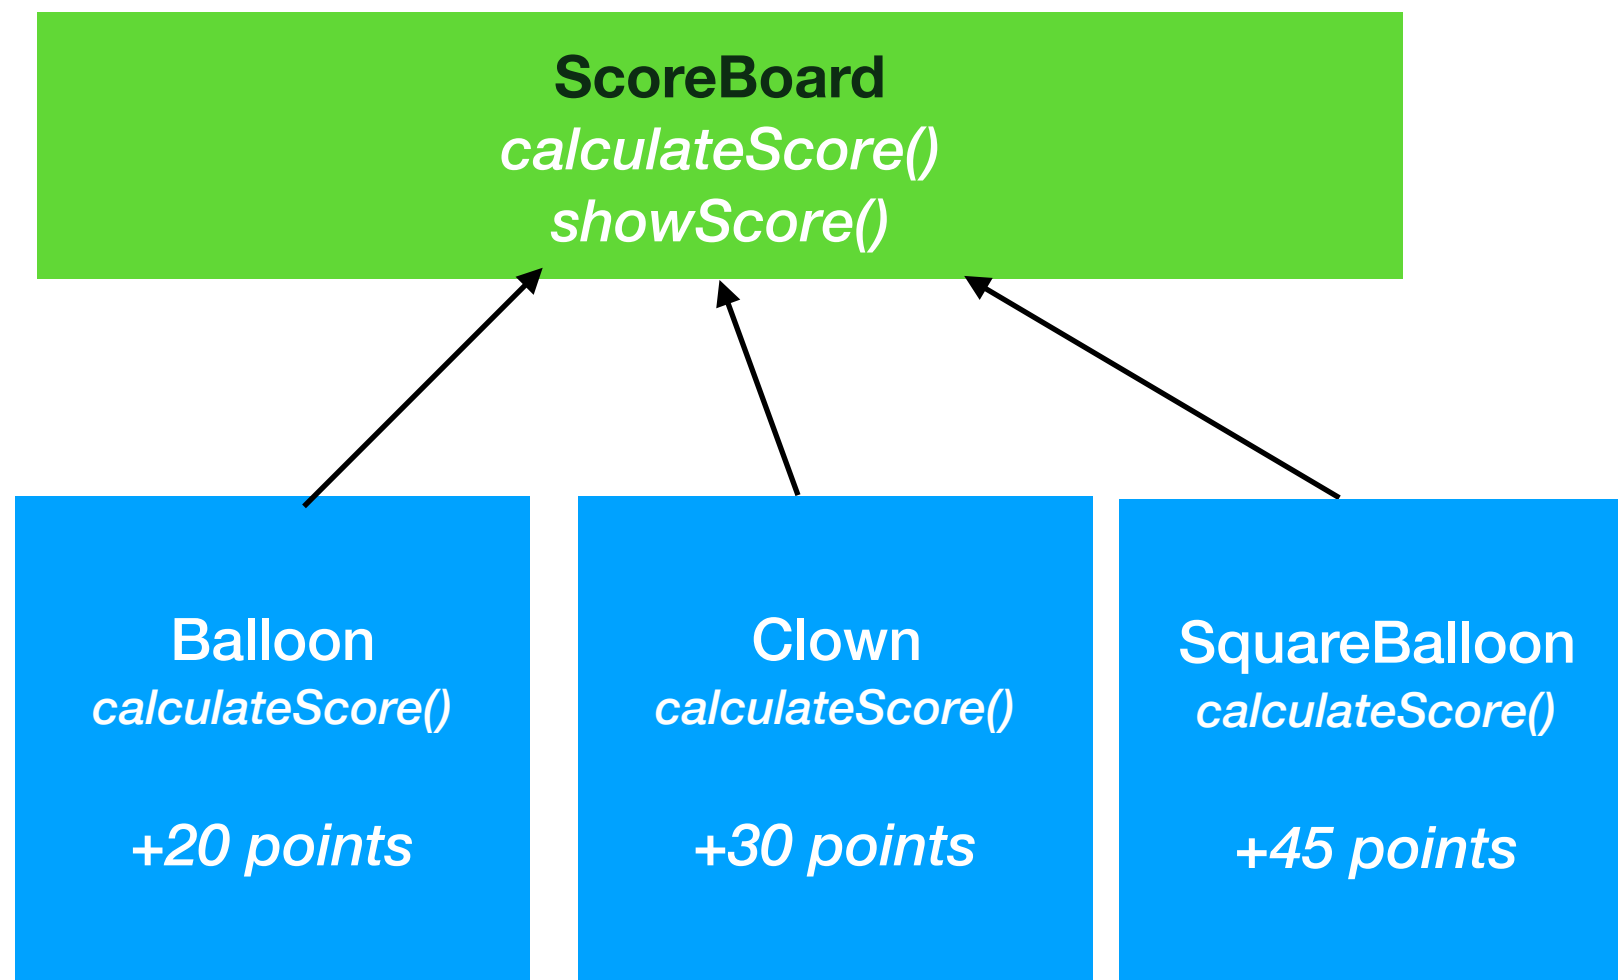 ScoreBoard
calculateScore()
showScore()
Balloon
calculateScore()
+20 points
Clown
calculateScore()
+30 points
SquareBalloon
calculateScore()
+45 points